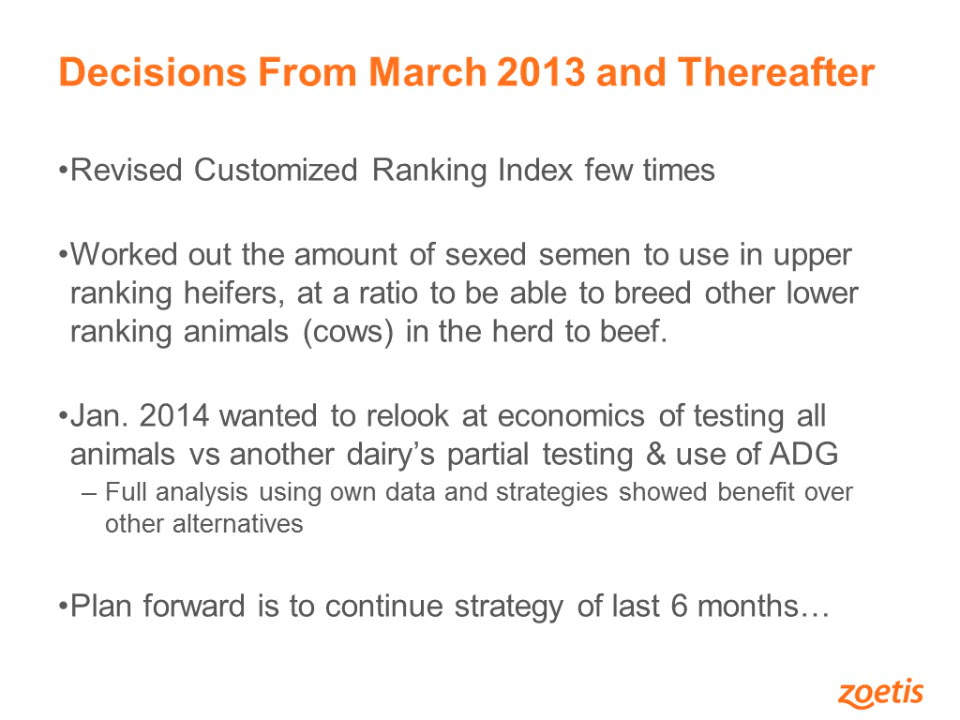 Decisions From March 2013 and Thereafter
•Revised Customized Ranking Index few times
•Worked out the amount of sexed semen to use in upper
ranking heifers, at a ratio to be able to breed other lower
ranking animals (cows) in the herd to beef.
•Jan. 2014 wanted to relook at economics of testing all
animals vs another dairy’s partial testing & use of ADG
– Full analysis using own data and strategies showed benefit over
other alternatives
•Plan forward is to continue strategy of last 6 months…
zoetis